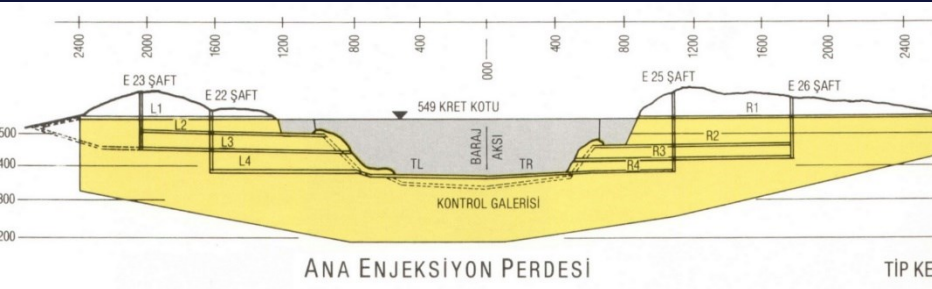 2400 2000 1600 1200 800 400 000 400 800 1200 1600 2000 2400
E 23 ŞAFT
E 22 ŞAFT
E 25 ŞAFT
E 26 ŞAFT
549 KRET KOTU
L1
L2
L3
L4
R1
R2
R3
R4
500
400
300
200
TL
BARAJ
AKSI
TR
KONTROL GALERİSİ
ANA ENJEKSİYON PERDESİ
TİP KE